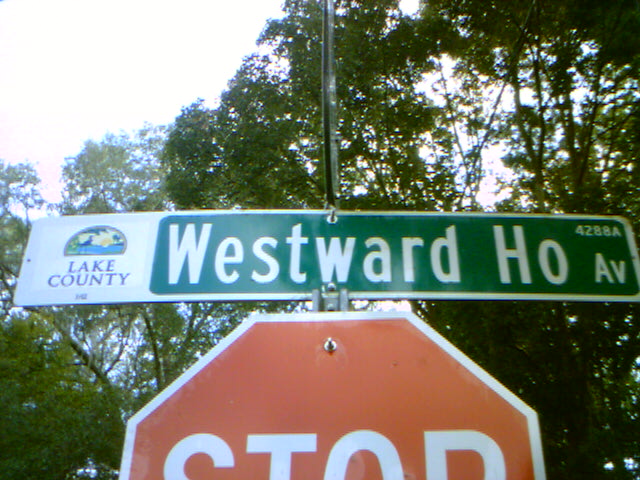 LAKE
COUNTY
Westward Ho Av
4288A
STOP